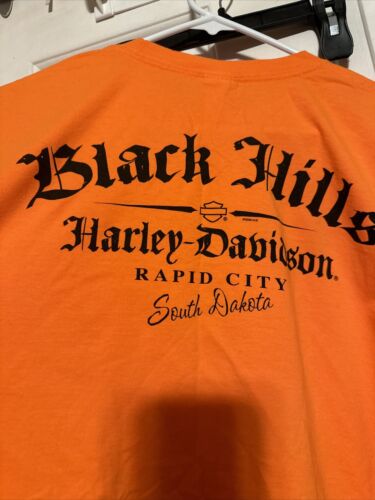 Black Hills
Harley-Davidson®
RAPID CITY
South Dakota